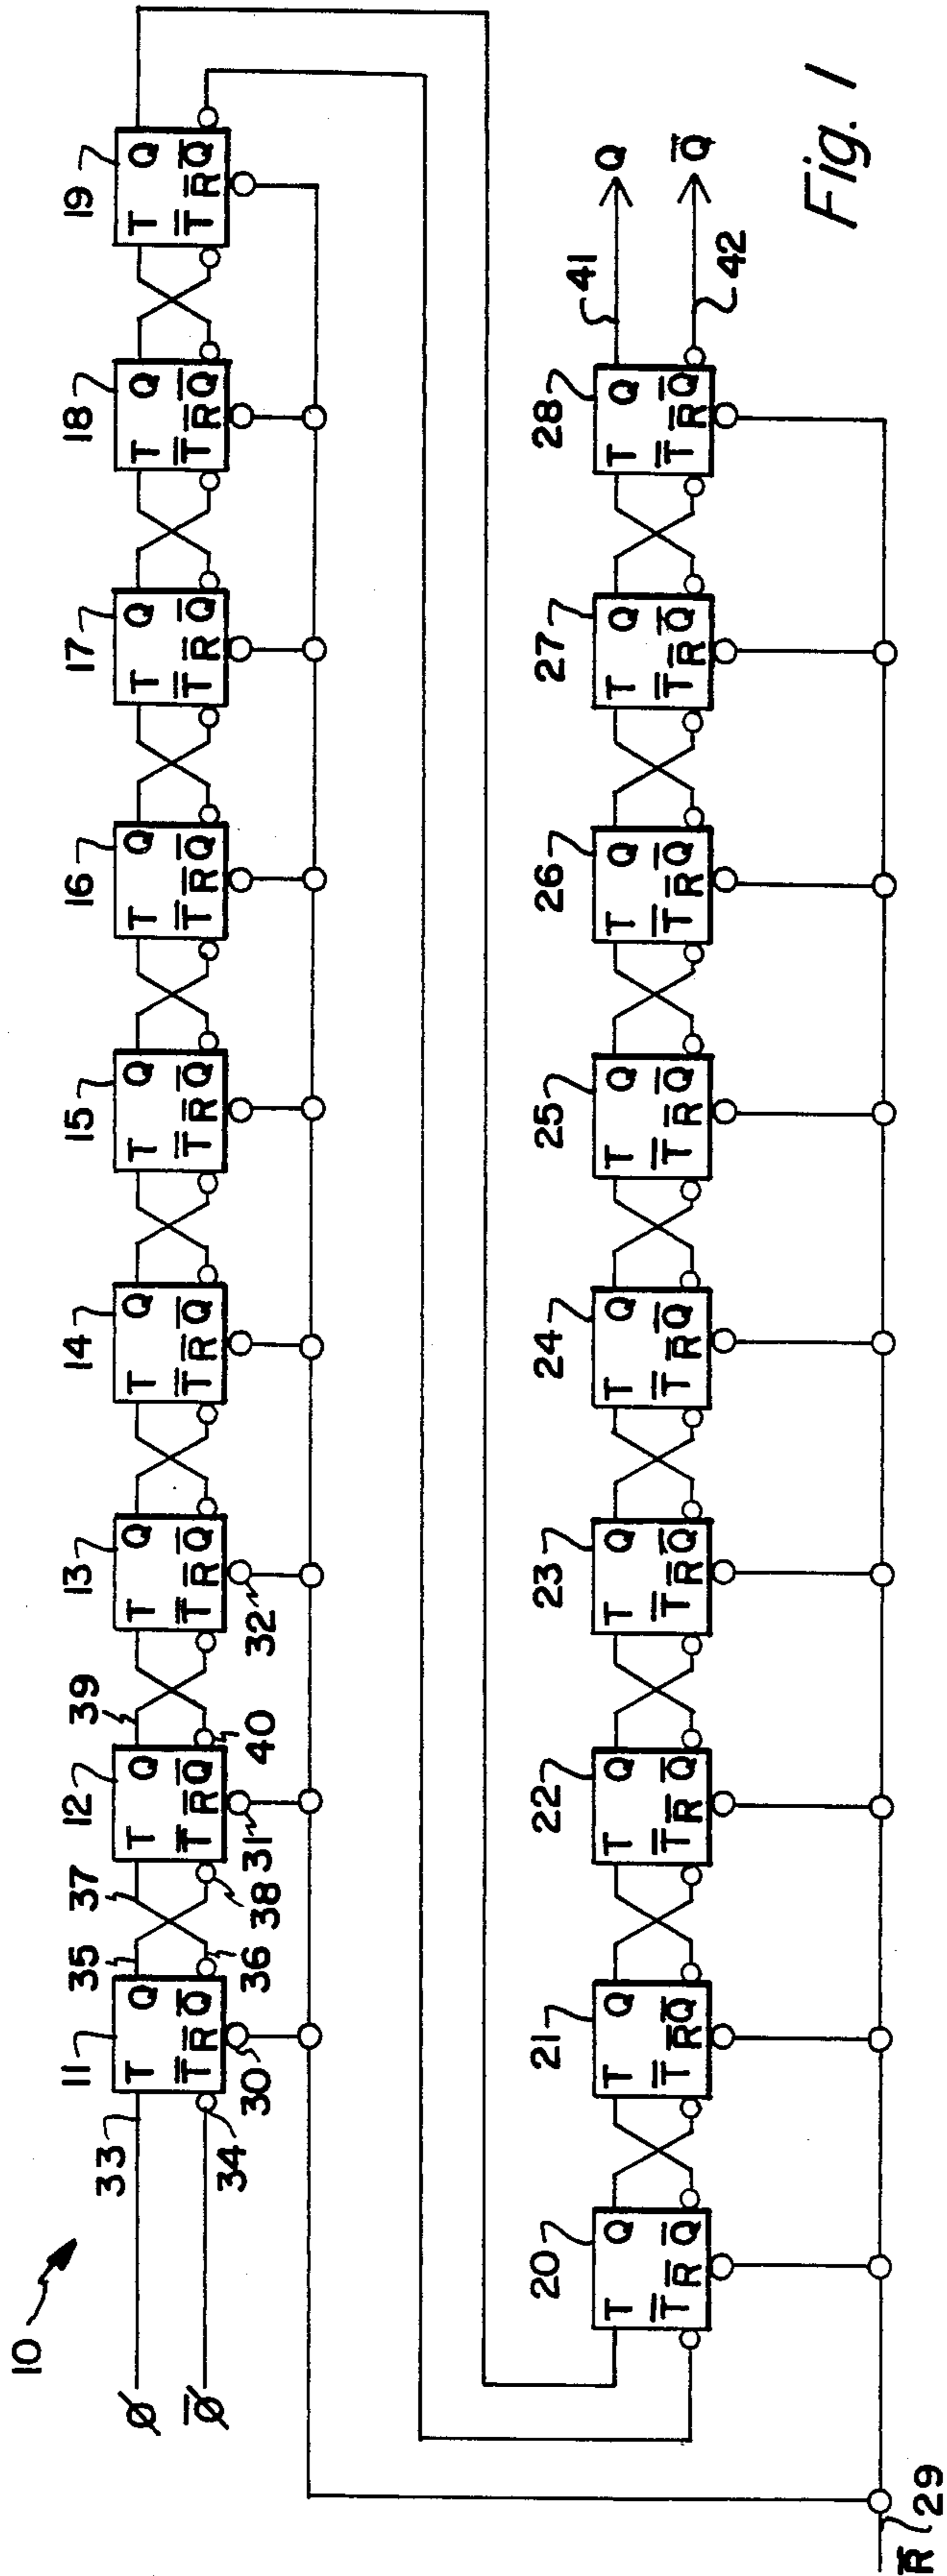 10
11 12 13 14 15 16 17 18 19
33 35 37 39
Ø T Q T Q T Q T Q T Q T Q T Q T Q T Q
Ø̅ T̅ R̅ Q̅ T̅ R̅ Q̅ T̅ R̅ Q̅ T̅ R̅ Q̅ T̅ R̅ Q̅ T̅ R̅ Q̅ T̅ R̅ Q̅ T̅ R̅ Q̅ T̅ R̅ Q̅
34 30 36 38 31 40 32
20 21 22 23 24 25 26 27 28 41
T Q T Q T Q T Q T Q T Q T Q T Q T Q Q
T̅ R̅ Q̅ T̅ R̅ Q̅ T̅ R̅ Q̅ T̅ R̅ Q̅ T̅ R̅ Q̅ T̅ R̅ Q̅ T̅ R̅ Q̅ T̅ R̅ Q̅ T̅ R̅ Q̅ Q̅
42
R̅ 29
Fig. 1